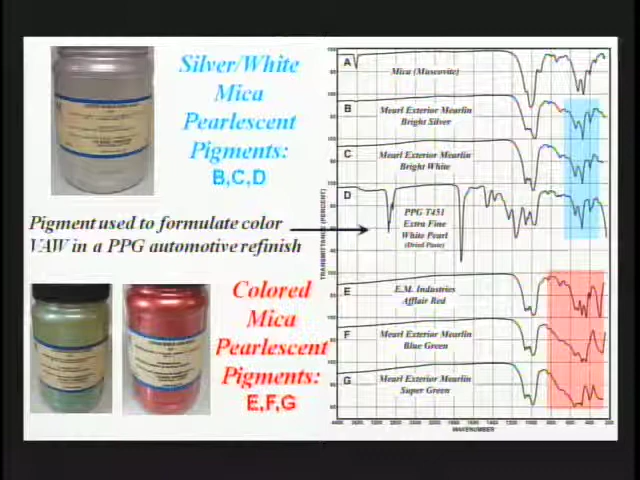 Silver/White
Mica
Pearlescent
Pigments:
B,C,D
Pigment used to formulate color
VAW in a PPG automotive refinish
Colored
Mica
Pearlescent
Pigments:
E,F,G
A
Mica (Muscovite)
B
Mearl Exterior Mearlin
Bright Silver
C
Mearl Exterior Mearlin
Bright White
D
PPG T451
Extra Fine
White Pearl
(Dried Paste)
E
E.M. Industries
Afflair Red
F
Mearl Exterior Mearlin
Blue Green
G
Mearl Exterior Mearlin
Super Green
TRANSMITTANCE (PERCENT)
WAVENUMBER